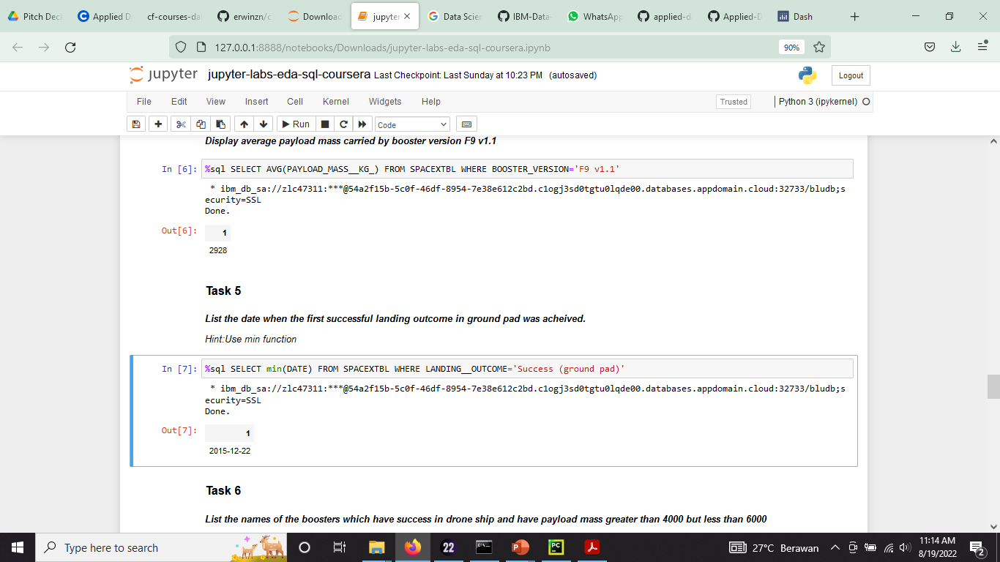 Pitch Deck
Applied D
cf-courses-da
erwinzn/c
Download
jupyter
Data Scien
IBM-Data-
WhatsApp
applied-d
Applied-D
Dash
127.0.0.1:8888/notebooks/Downloads/jupyter-labs-eda-sql-coursera.ipynb
90%
jupyter
jupyter-labs-eda-sql-coursera Last Checkpoint: Last Sunday at 10:23 PM (autosaved)
Logout
File Edit View Insert Cell Kernel Widgets Help
Trusted
Python 3 (ipykernel)
Run
Code
Display average payload mass carried by booster version F9 v1.1
In [6]: %sql SELECT AVG(PAYLOAD_MASS__KG_) FROM SPACEXTBL WHERE BOOSTER_VERSION='F9 v1.1'
* ibm_db_sa://zlc47311:***@54a2f15b-5c0f-46df-8954-7e38e612c2bd.c1ogj3sd0tgtu0lqde00.databases.appdomain.cloud:32733/bludb;s
ecurity=SSL
Done.
Out[6]: 1
2928
Task 5
List the date when the first successful landing outcome in ground pad was acheived.
Hint:Use min function
In [7]: %sql SELECT min(DATE) FROM SPACEXTBL WHERE LANDING__OUTCOME='Success (ground pad)'
* ibm_db_sa://zlc47311:***@54a2f15b-5c0f-46df-8954-7e38e612c2bd.c1ogj3sd0tgtu0lqde00.databases.appdomain.cloud:32733/bludb;s
ecurity=SSL
Done.
Out[7]: 1
2015-12-22
Task 6
List the names of the boosters which have success in drone ship and have payload mass greater than 4000 but less than 6000
Type here to search
22
PC
27°C Berawan
11:14 AM
8/19/2022
2